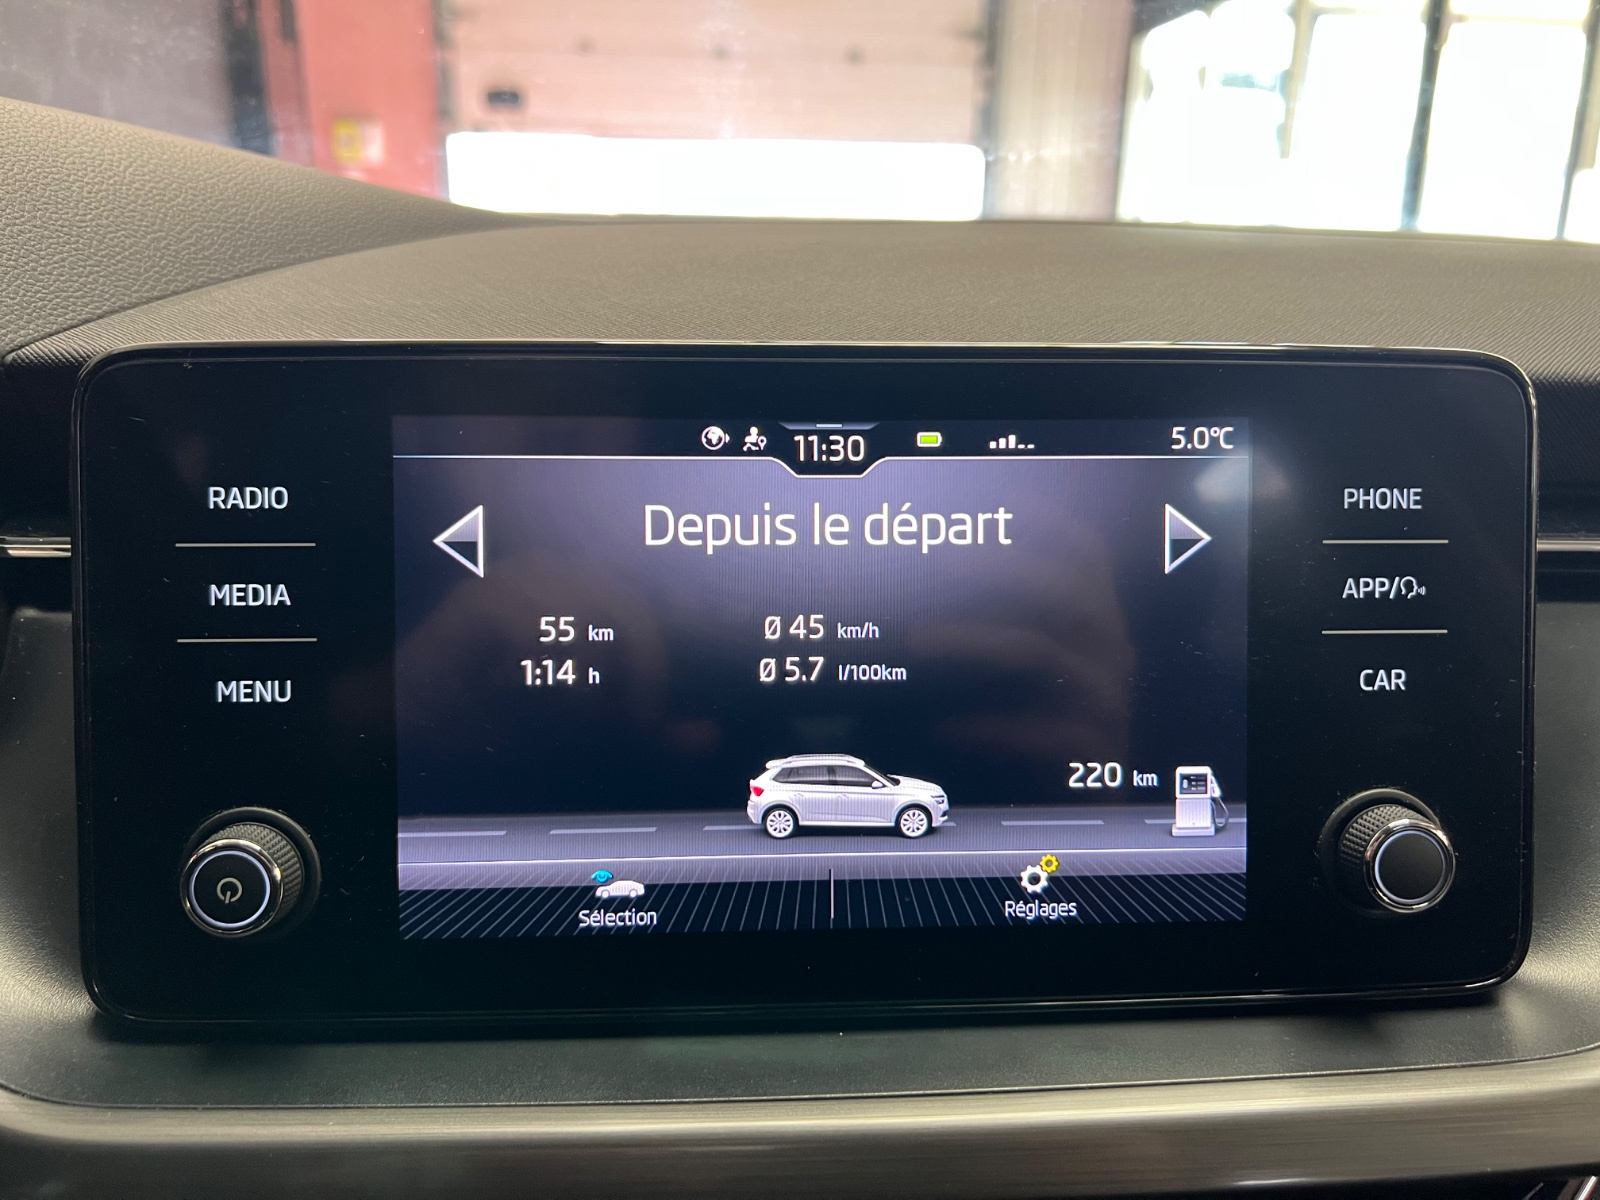 11:30
5.0°C
RADIO
MEDIA
MENU
Depuis le départ
55 km
Ø 45 km/h
1:14 h
Ø 5.7 l/100km
220 km
Sélection
Réglages
PHONE
APP/
CAR